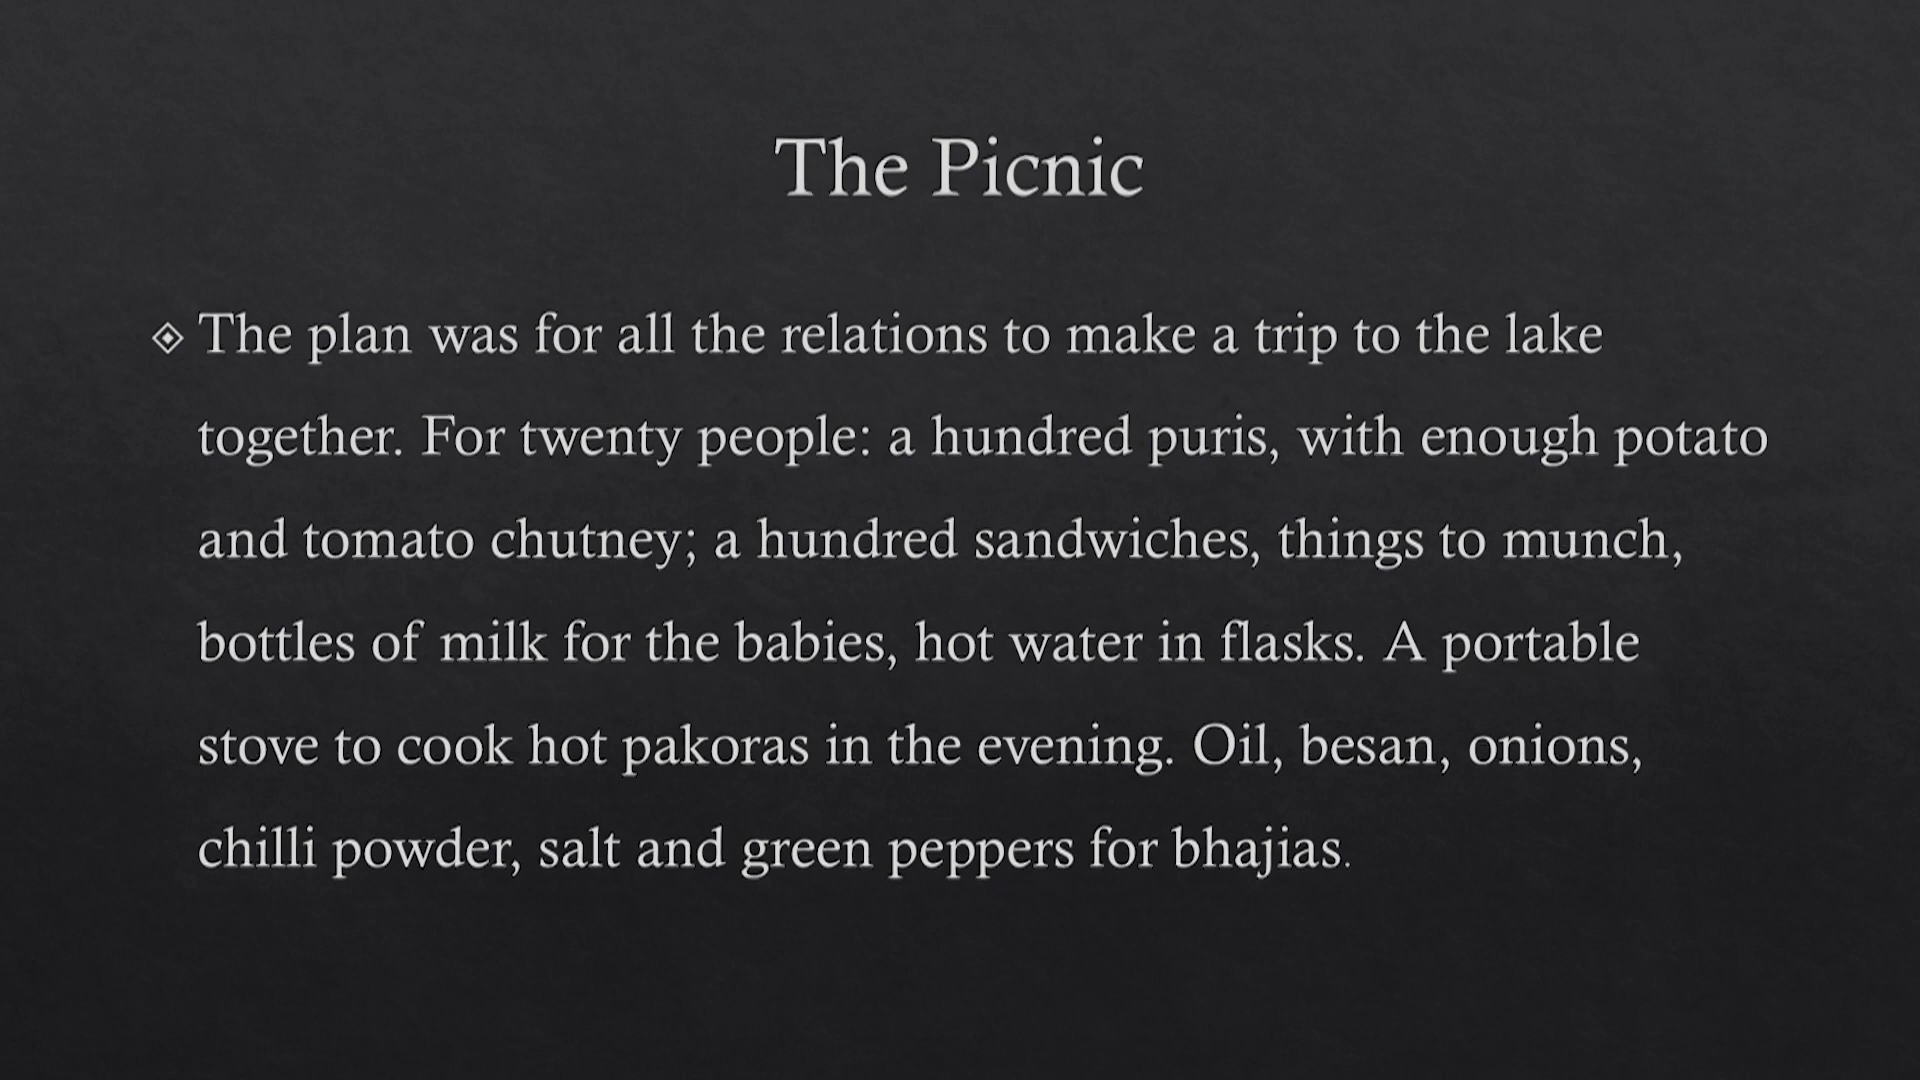 The Picnic
The plan was for all the relations to make a trip to the lake
together. For twenty people: a hundred puris, with enough potato
and tomato chutney; a hundred sandwiches, things to munch,
bottles of milk for the babies, hot water in flasks. A portable
stove to cook hot pakoras in the evening. Oil, besan, onions,
chilli powder, salt and green peppers for bhajias.